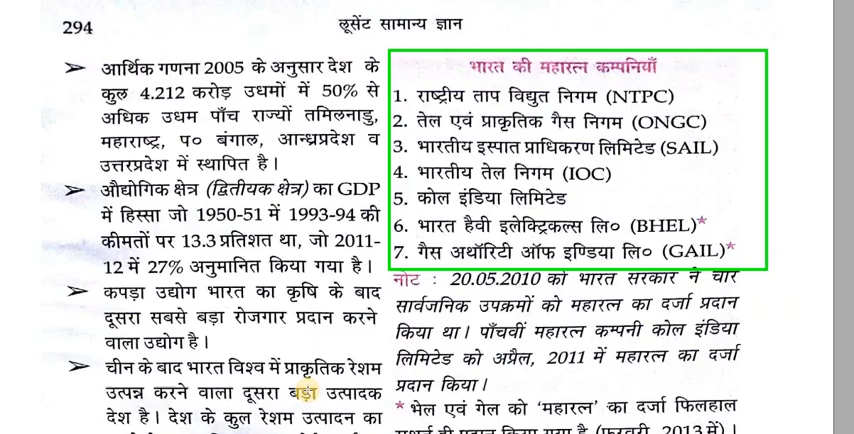 294
लूसेंट सामान्य ज्ञान
➢ आर्थिक गणना 2005 के अनुसार देश के
कुल 4.212 करोड़ उधमों में 50% से
अधिक उधम पाँच राज्यों तमिलनाडु,
महाराष्ट्र, प० बंगाल, आन्ध्रप्रदेश व
उत्तरप्रदेश में स्थापित है।
➢ औद्योगिक क्षेत्र (द्वितीयक क्षेत्र) का GDP
में हिस्सा जो 1950-51 में 1993-94 की
कीमतों पर 13.3 प्रतिशत था, जो 2011-
12 में 27% अनुमानित किया गया है।
➢ कपड़ा उद्योग भारत का कृषि के बाद
दूसरा सबसे बड़ा रोजगार प्रदान करने
वाला उद्योग है।
➢ चीन के बाद भारत विश्व में प्राकृतिक रेशम
उत्पन्न करने वाला दूसरा बड़ा उत्पादक
देश है। देश के कुल रेशम उत्पादन का
भारत की महारत्न कम्पनियाँ
1. राष्ट्रीय ताप विद्युत निगम (NTPC)
2. तेल एवं प्राकृतिक गैस निगम (ONGC)
3. भारतीय इस्पात प्राधिकरण लिमिटेड (SAIL)
4. भारतीय तेल निगम (IOC)
5. कोल इंडिया लिमिटेड
6. भारत हैवी इलेक्ट्रिकल्स लि० (BHEL)*
7. गैस अथॉरिटी ऑफ इण्डिया लि० (GAIL)*
नोट : 20.05.2010 को भारत सरकार ने चार
सार्वजनिक उपक्रमों को महारत्न का दर्जा प्रदान
किया था। पाँचवीं महारत्न कम्पनी कोल इंडिया
लिमिटेड को अप्रैल, 2011 में महारत्न का दर्जा
प्रदान किया।
* भेल एवं गेल को ‘महारत्न’ का दर्जा फिलहाल